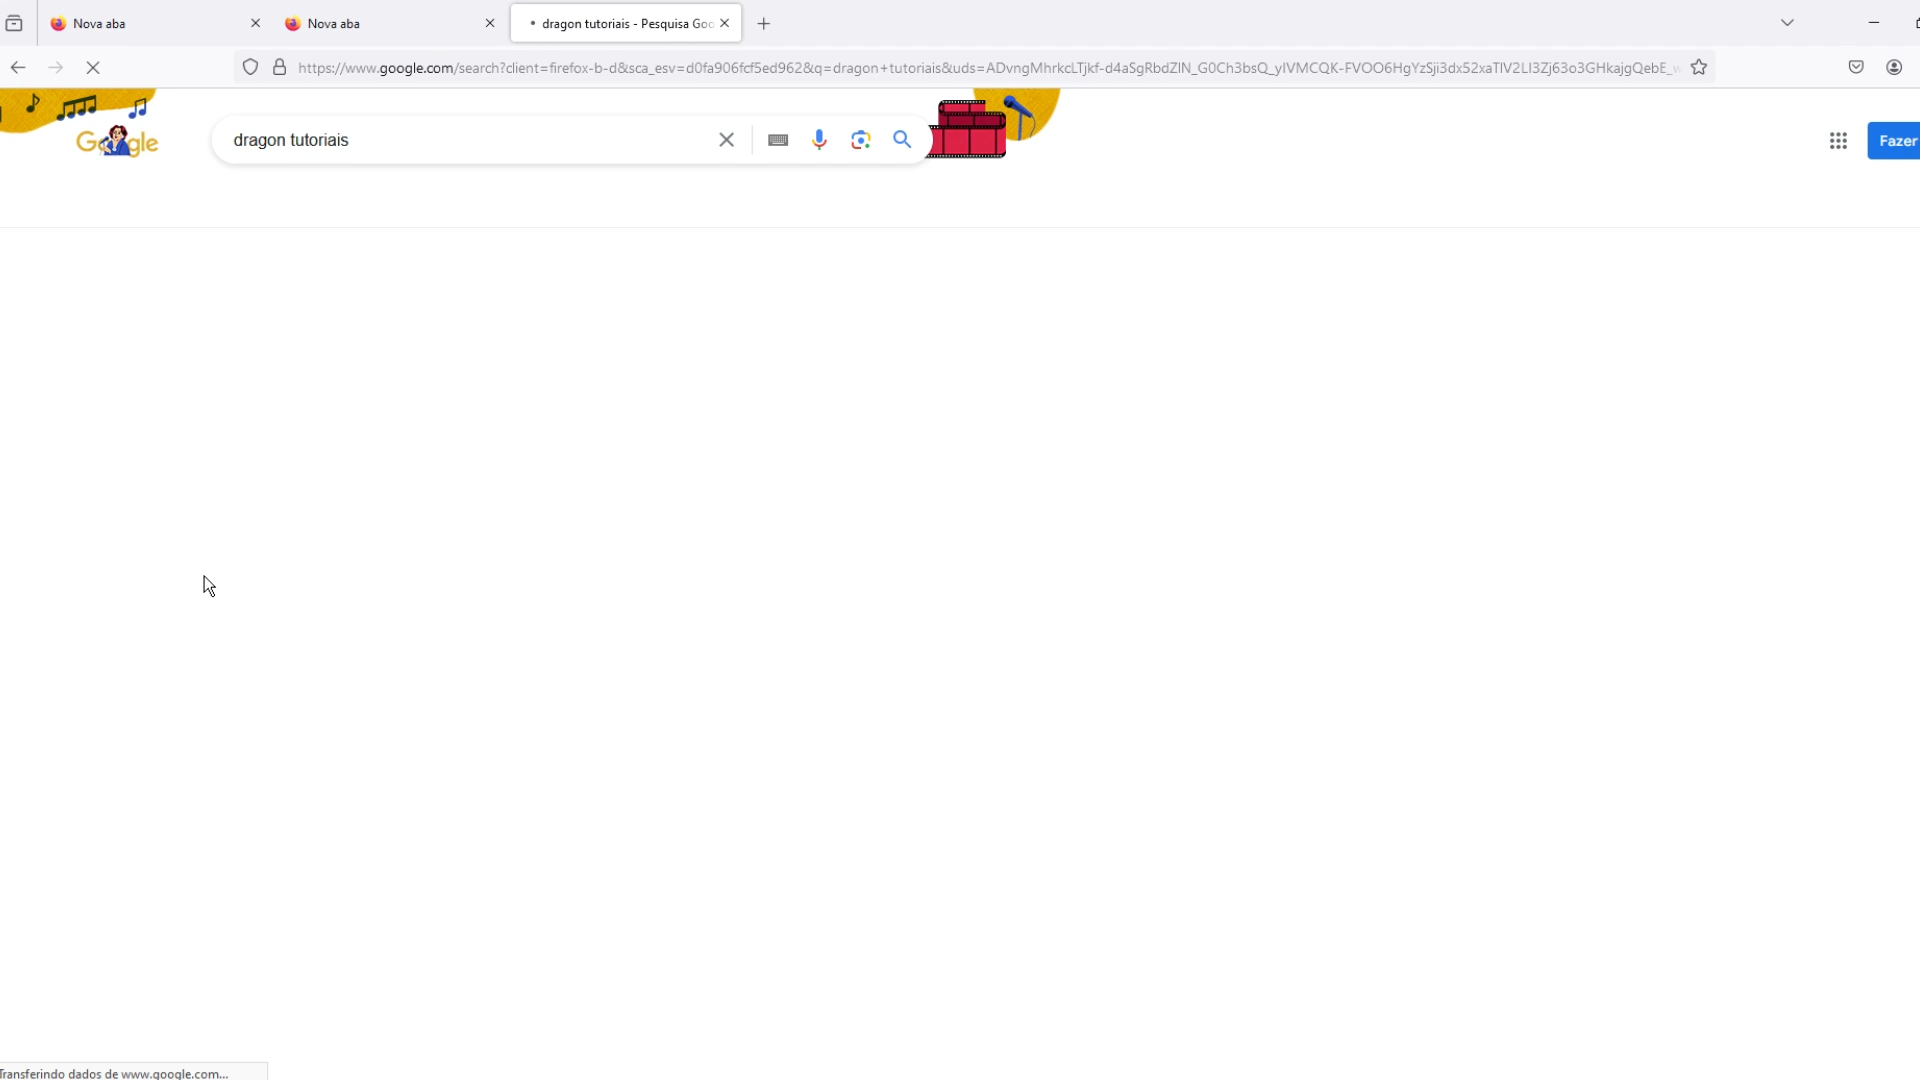 Nova aba
Nova aba
dragon tutoriais - Pesquisa Goo
https://www.google.com/search?client=firefox-b-d&sca_esv=d0fa906fcf5ed962&q=dragon+tutoriais&uds=ADvngMhrkcLTjkf-d4aSgRbdZIN_G0Ch3bsQ_yIVMCQK-FVOO6HgYzSji3dx52xaTIV2LI3Zj63o3GHkajgQebE_w
Google
dragon tutoriais
Fazer
Transferindo dados de www.google.com...